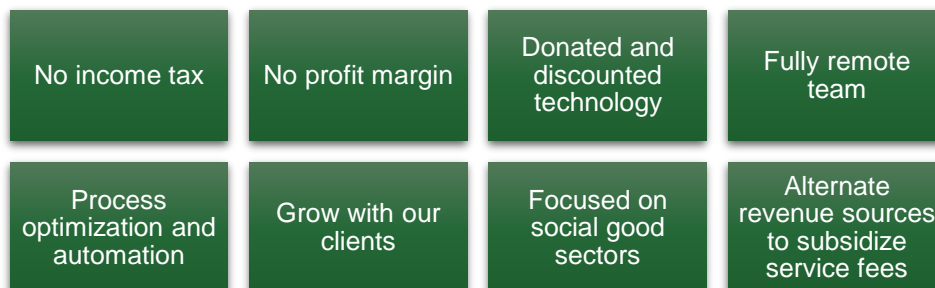 No income tax
No profit margin
Donated and
discounted
technology
Fully remote
team
Process
optimization and
automation
Grow with our
clients
Focused on
social good
sectors
Alternate
revenue sources
to subsidize
service fees